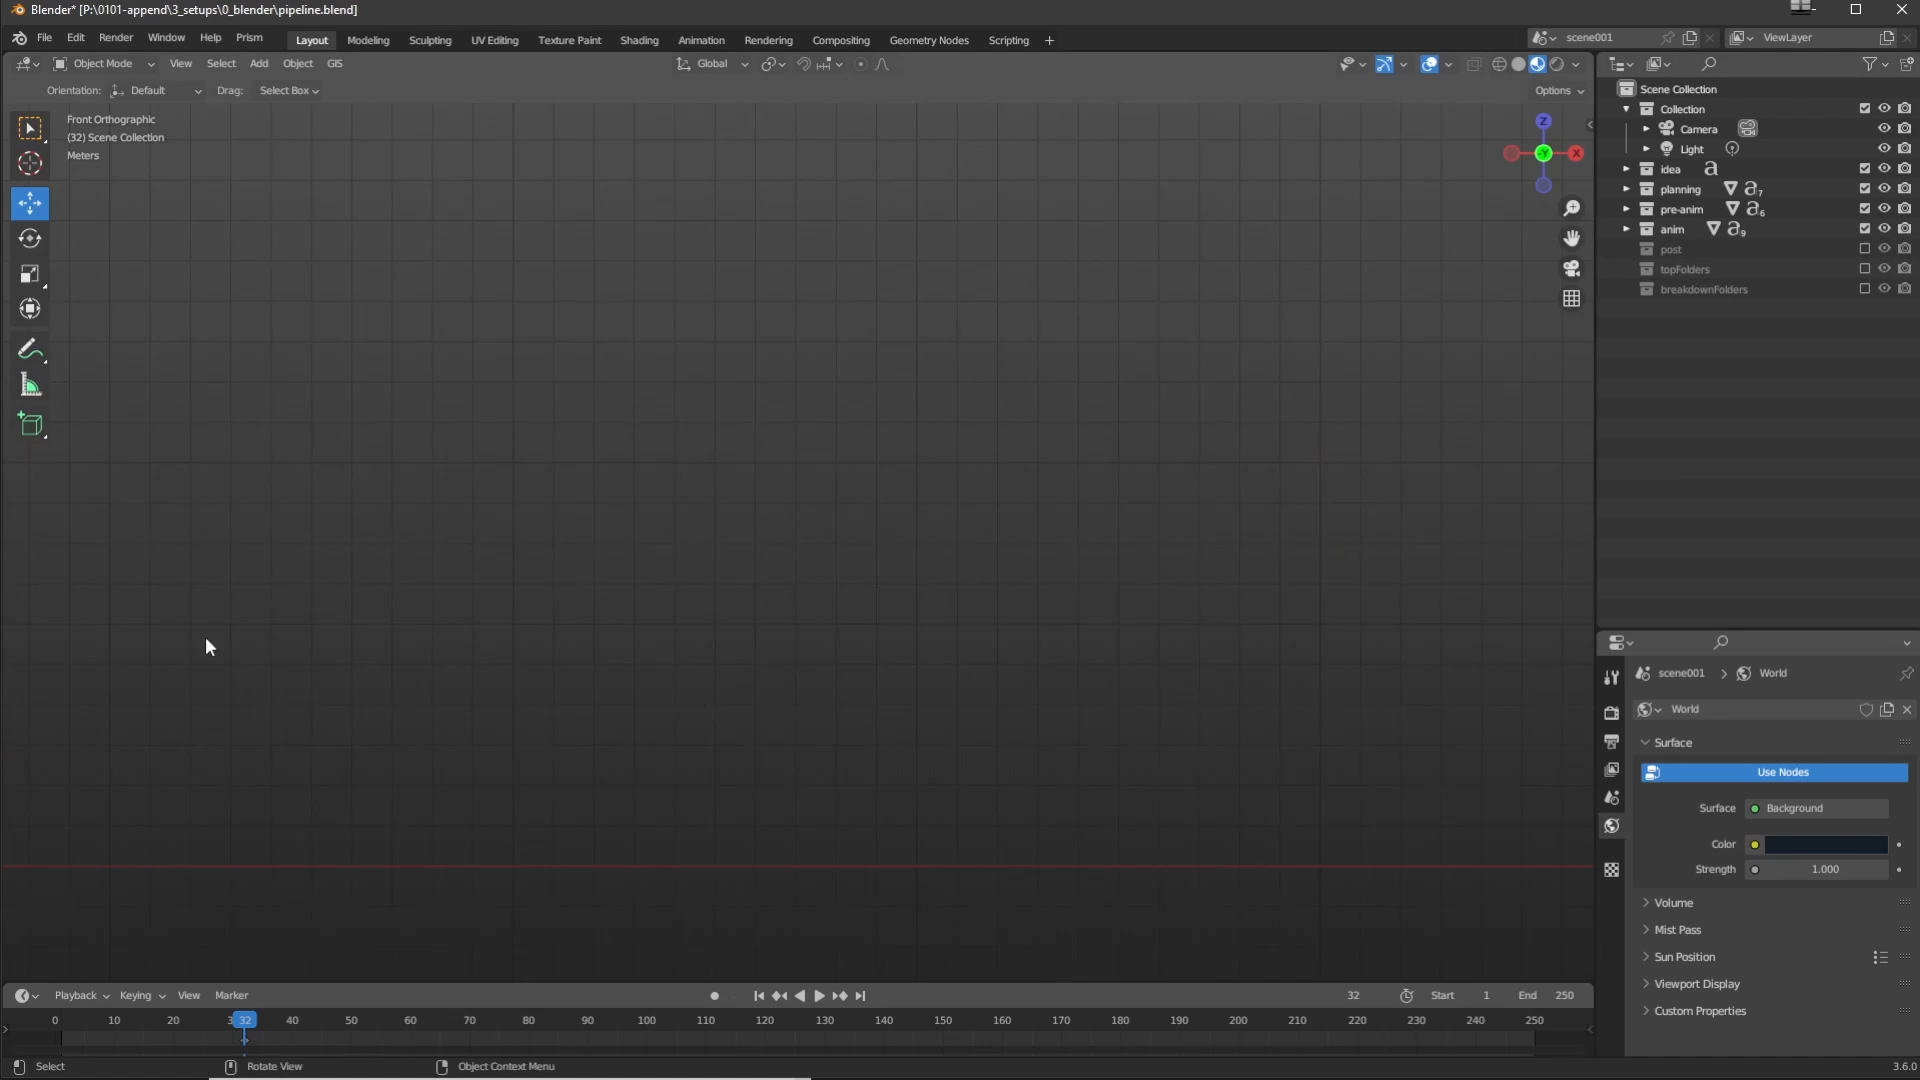 Blender* [P:\0101-append\3_setups\0_blender\pipeline.blend]
File Edit Render Window Help Prism
Layout Modeling Sculpting UV Editing Texture Paint Shading Animation Rendering Compositing Geometry Nodes Scripting +
scene001
ViewLayer
Object Mode View Select Add Object GIS
Global
Orientation: Default Drag: Select Box
Options
Front Orthographic
(32) Scene Collection
Meters
Z
Y
X
Scene Collection
Collection
Camera
Light
idea
planning 7
pre-anim 6
anim 9
post
topFolders
breakdownFolders
scene001 > World
World
Surface
Use Nodes
Surface Background
Color
Strength 1.000
Volume
Mist Pass
Sun Position
Viewport Display
Custom Properties
Playback Keying View Marker
32 Start 1 End 250
0 10 20 3 32 40 50 60 70 80 90 100 110 120 130 140 150 160 170 180 190 200 210 220 230 240 250
Select Rotate View Object Context Menu
3.6.0